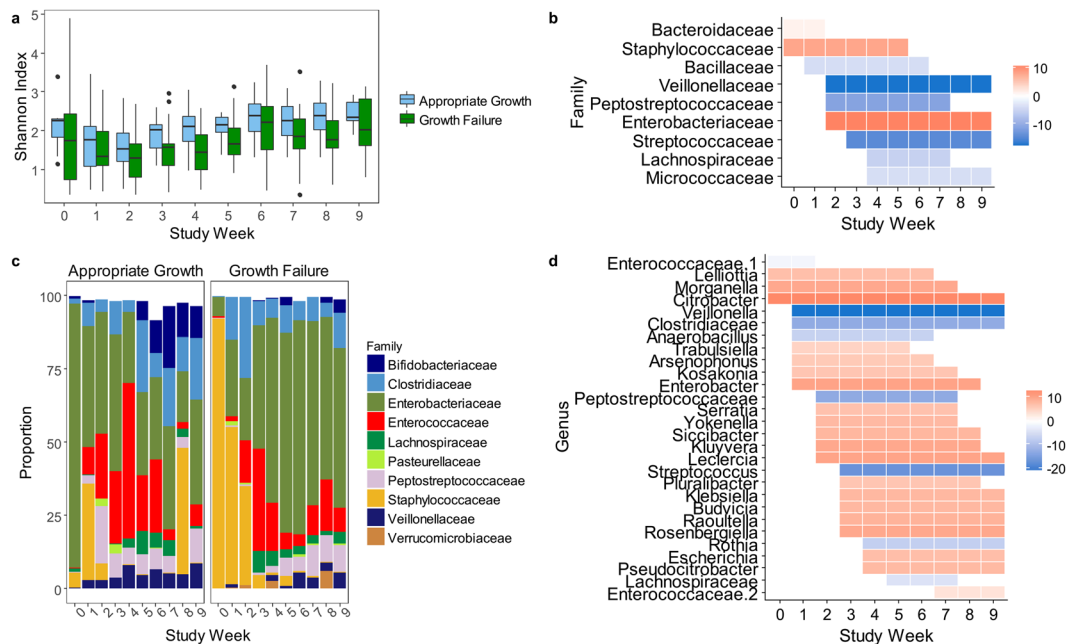 a
Shannon Index
5
4
3
2
1
0 1 2 3 4 5 6 7 8 9
Study Week
Appropriate Growth
Growth Failure
b
Family
Bacteroidaceae
Staphylococcaceae
Bacillaceae
Veillonellaceae
Peptostreptococcaceae
Enterobacteriaceae
Streptococcaceae
Lachnospiraceae
Micrococcaceae
0 1 2 3 4 5 6 7 8 9
Study Week
10
0
-10
c
Appropriate Growth Growth Failure
Proportion
100
75
50
25
0
0 1 2 3 4 5 6 7 8 9 0 1 2 3 4 5 6 7 8 9
Study Week
Family
Bifidobacteriaceae
Clostridiaceae
Enterobacteriaceae
Enterococcaceae
Lachnospiraceae
Pasteurellaceae
Peptostreptococcaceae
Staphylococcaceae
Veillonellaceae
Verrucomicrobiaceae
d
Genus
Enterococcaceae.1
Lelliottia
Morganella
Citrobacter
Veillonella
Clostridiaceae
Anaerobacillus
Trabulsiella
Arsenophonus
Kosakonia
Enterobacter
Peptostreptococcaceae
Serratia
Yokenella
Siccibacter
Kluyvera
Leclercia
Streptococcus
Pluralibacter
Klebsiella
Budvicia
Raoultella
Rosenbergiella
Rothia
Escherichia
Pseudocitrobacter
Lachnospiraceae
Enterococcaceae.2
0 1 2 3 4 5 6 7 8 9
Study Week
10
0
-10
-20